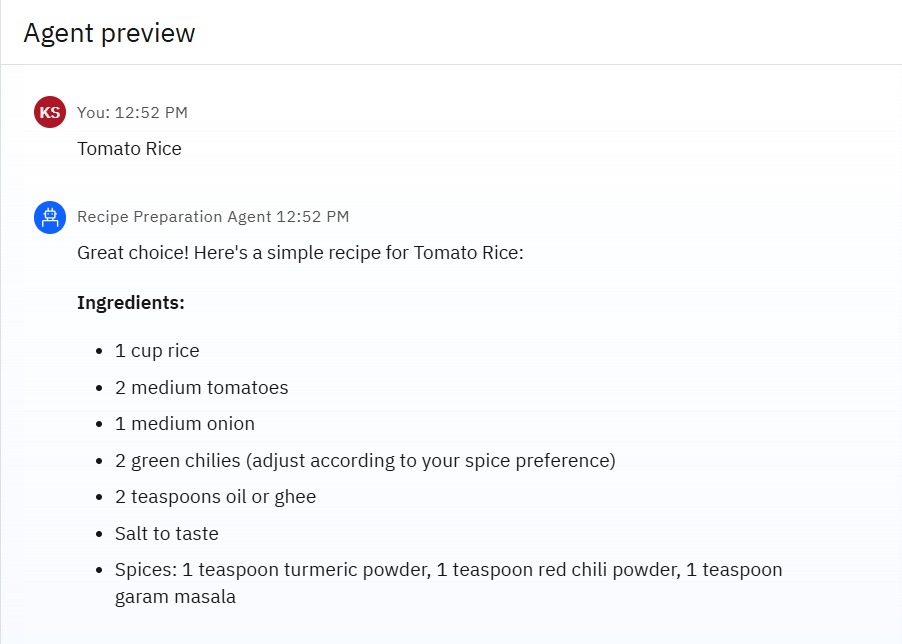 Agent preview
KS You: 12:52 PM
Tomato Rice
Recipe Preparation Agent 12:52 PM
Great choice! Here's a simple recipe for Tomato Rice:
Ingredients:
• 1 cup rice
• 2 medium tomatoes
• 1 medium onion
• 2 green chilies (adjust according to your spice preference)
• 2 teaspoons oil or ghee
• Salt to taste
• Spices: 1 teaspoon turmeric powder, 1 teaspoon red chili powder, 1 teaspoon
garam masala